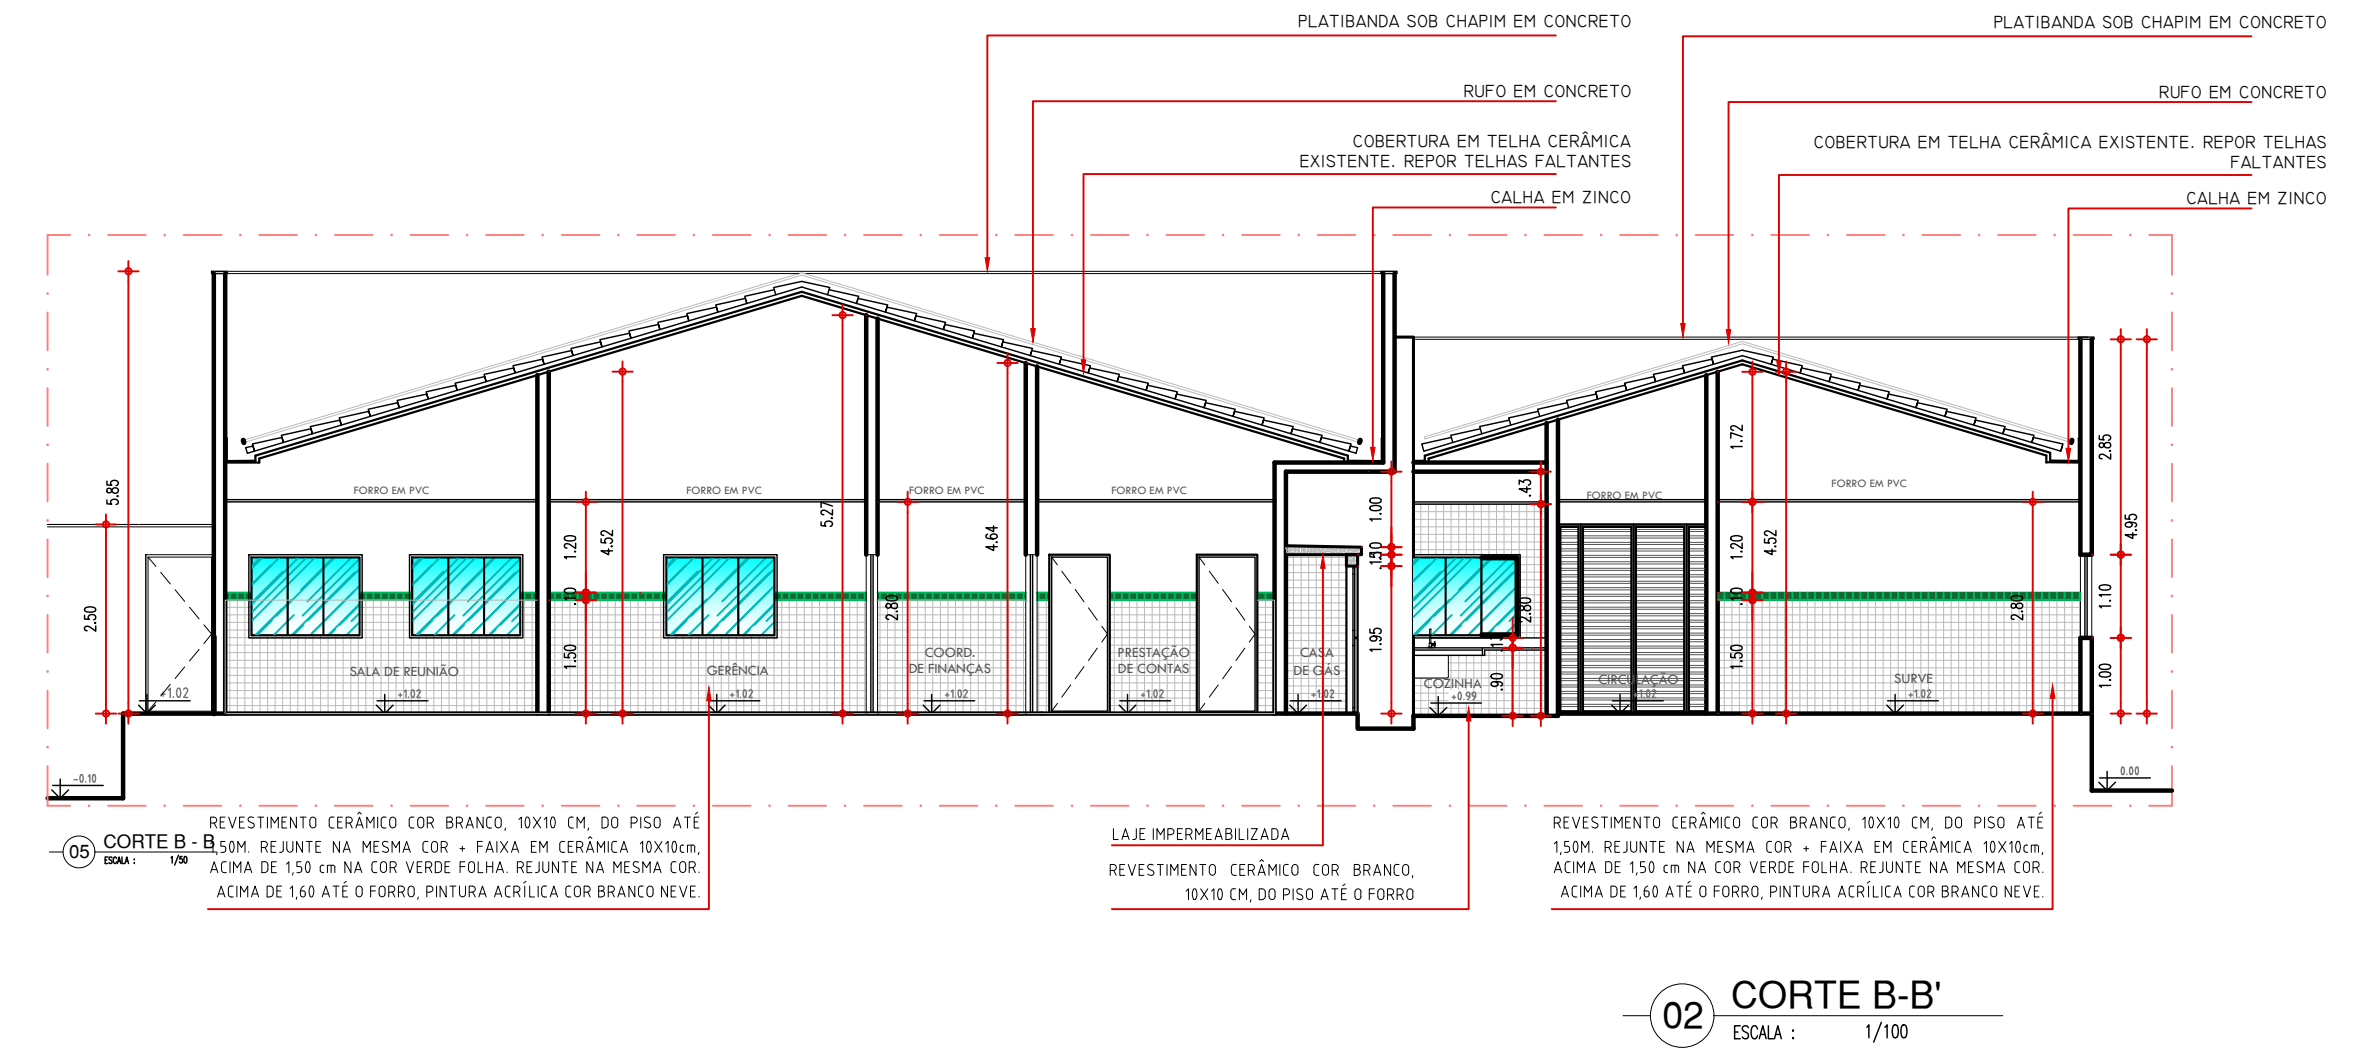 PLATIBANDA SOB CHAPIM EM CONCRETO
PLATIBANDA SOB CHAPIM EM CONCRETO
RUFO EM CONCRETO
RUFO EM CONCRETO
COBERTURA EM TELHA CERÂMICA
EXISTENTE. REPOR TELHAS FALTANTES
COBERTURA EM TELHA CERÂMICA EXISTENTE. REPOR TELHAS
FALTANTES
CALHA EM ZINCO
CALHA EM ZINCO
5.85
2.50
FORRO EM PVC
FORRO EM PVC
FORRO EM PVC
FORRO EM PVC
FORRO EM PVC
FORRO EM PVC
1.20
.10
1.50
4.52
5.27
2.80
4.64
1.00
1.95
.43
2.80
.90
1.72
1.20
.10
1.50
4.52
2.80
2.85
1.10
1.00
4.95
SALA DE REUNIÃO
+1.02
+1.02
GERÊNCIA
+1.02
COORD.
DE FINANÇAS
+1.02
PRESTAÇÃO
DE CONTAS
+1.02
CASA
DE GÁS
+1.02
COZINHA
+0.99
CIRCULAÇÃO
+1.02
SURVE
+1.02
-0.10
0.00
05
CORTE B - B
ESCALA : 1/50
REVESTIMENTO CERÂMICO COR BRANCO, 10X10 CM, DO PISO ATÉ
1,50M. REJUNTE NA MESMA COR + FAIXA EM CERÂMICA 10X10cm,
ACIMA DE 1,50 cm NA COR VERDE FOLHA. REJUNTE NA MESMA COR.
ACIMA DE 1,60 ATÉ O FORRO, PINTURA ACRÍLICA COR BRANCO NEVE.
LAJE IMPERMEABILIZADA
REVESTIMENTO CERÂMICO COR BRANCO,
10X10 CM, DO PISO ATÉ O FORRO
REVESTIMENTO CERÂMICO COR BRANCO, 10X10 CM, DO PISO ATÉ
1,50M. REJUNTE NA MESMA COR + FAIXA EM CERÂMICA 10X10cm,
ACIMA DE 1,50 cm NA COR VERDE FOLHA. REJUNTE NA MESMA COR.
ACIMA DE 1,60 ATÉ O FORRO, PINTURA ACRÍLICA COR BRANCO NEVE.
02
CORTE B-B'
ESCALA : 1/100